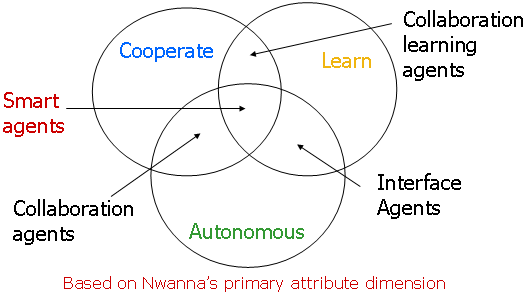 Collaboration
learning
agents
Cooperate
Learn
Smart
agents
Interface
Agents
Collaboration
agents
Autonomous
Based on Nwanna's primary attribute dimension